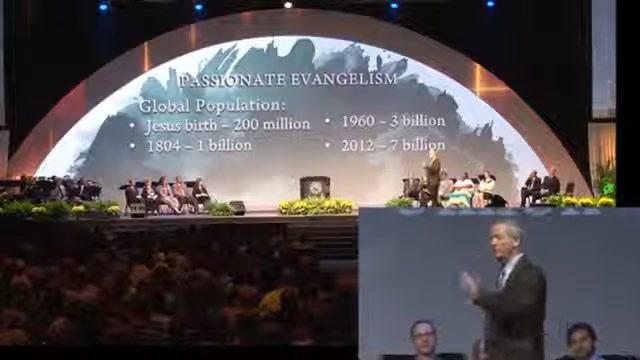 PASSIONATE EVANGELISM
Global Population:
• Jesus birth – 200 million
• 1804 – 1 billion
• 1960 – 3 billion
• 2012 – 7 billion